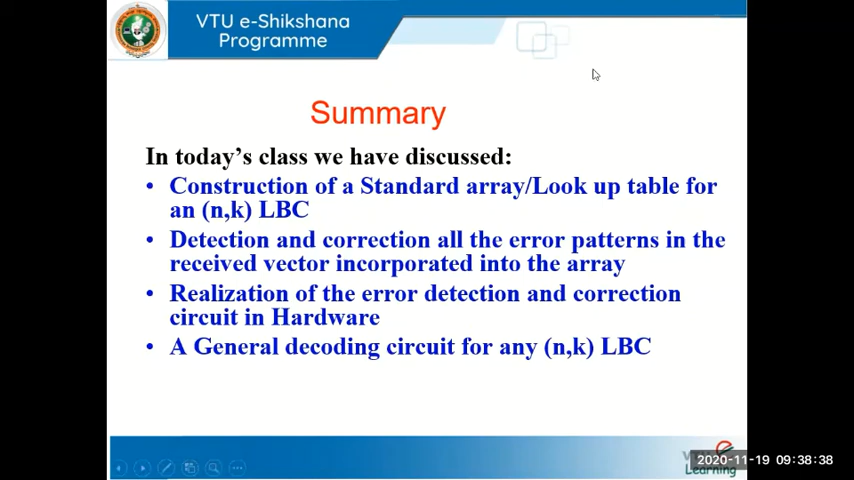 VTU e-Shikshana
Programme
Summary
In today's class we have discussed:
• Construction of a Standard array/Look up table for
an (n,k) LBC
• Detection and correction all the error patterns in the
received vector incorporated into the array
• Realization of the error detection and correction
circuit in Hardware
• A General decoding circuit for any (n,k) LBC
2020-11-19 09:38:38
Learning